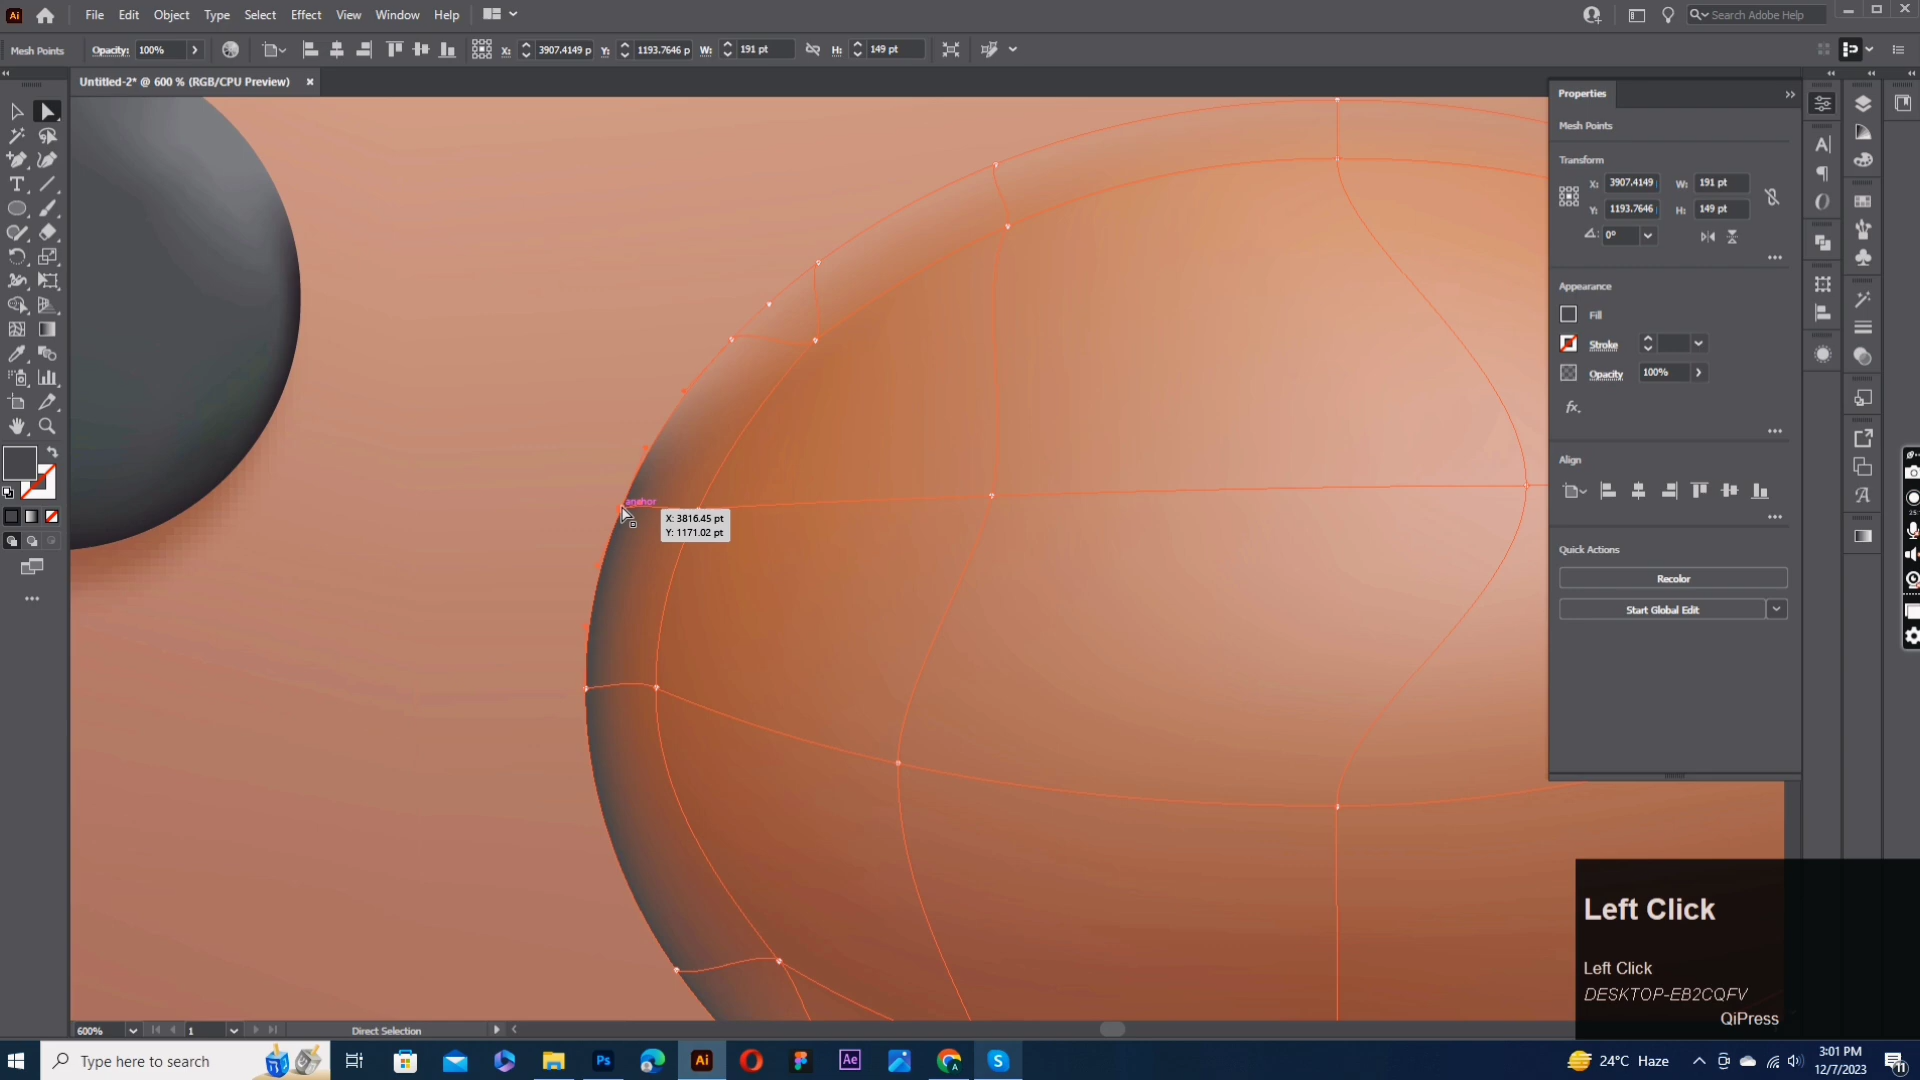 File Edit Object Type Select Effect View Window Help Search Adobe Help
Mesh Points Opacity: 100% X: 3907.4149 p Y: 1193.7646 p W: 191 pt H: 149 pt
Untitled-2* @ 600 % (RGB/CPU Preview) ×
Properties
Mesh Points
Transform
X: 3907.4149 W: 191 pt
Y: 1193.7646 H: 149 pt
0°
Appearance
Fill
Stroke
Opacity 100%
fx.
Align
Quick Actions
Recolor
Start Global Edit
anchor
X: 3816.45 pt
Y: 1171.02 pt
Left Click
Left Click
DESKTOP-EB2CQFV
QiPress
600% 1 Direct Selection
Type here to search
24°C Haze
3:01 PM
12/7/2023